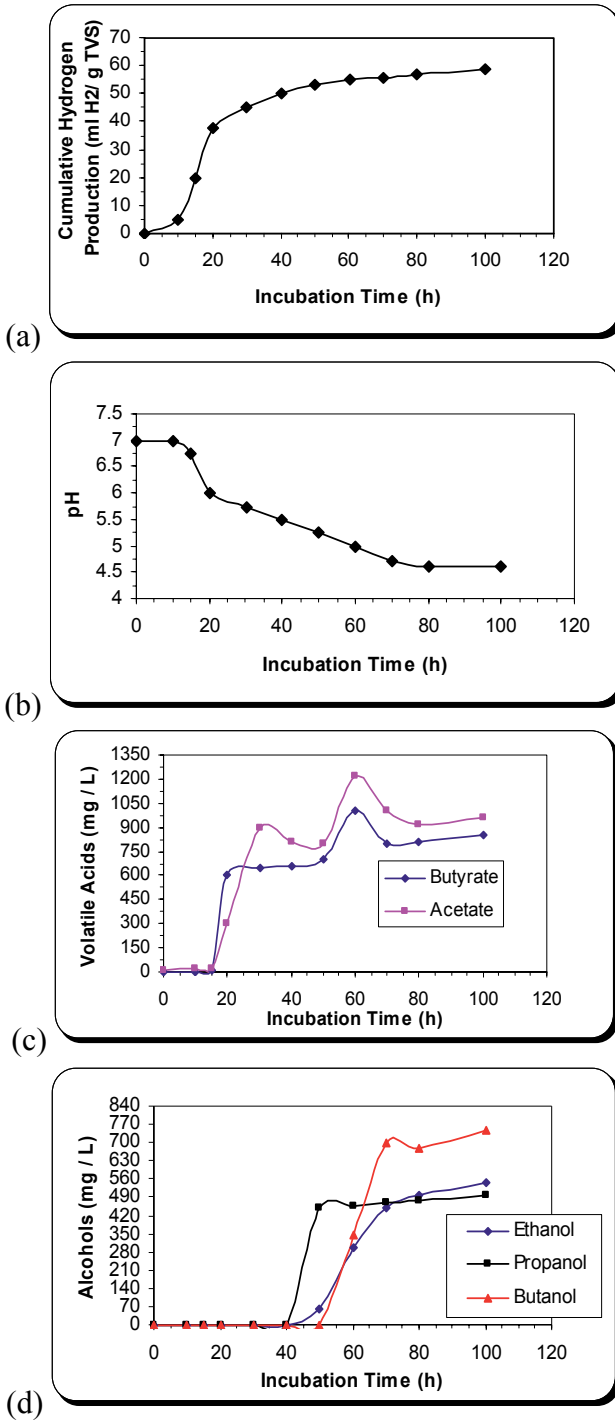 Cumulative Hydrogen
Production (ml H2/ g TVS)
70
60
50
40
30
20
10
0
0 20 40 60 80 100 120
Incubation Time (h)
(a)
pH
7.5
7
6.5
6
5.5
5
4.5
4
0 20 40 60 80 100 120
Incubation Time (h)
(b)
Volatile Acids (mg / L)
1350
1200
1050
900
750
600
450
300
150
0
Butyrate
Acetate
0 20 40 60 80 100 120
Incubation Time (h)
(c)
Alcohols (mg / L)
840
770
700
630
560
490
420
350
280
210
140
70
0
Ethanol
Propanol
Butanol
0 20 40 60 80 100 120
Incubation Time (h)
(d)